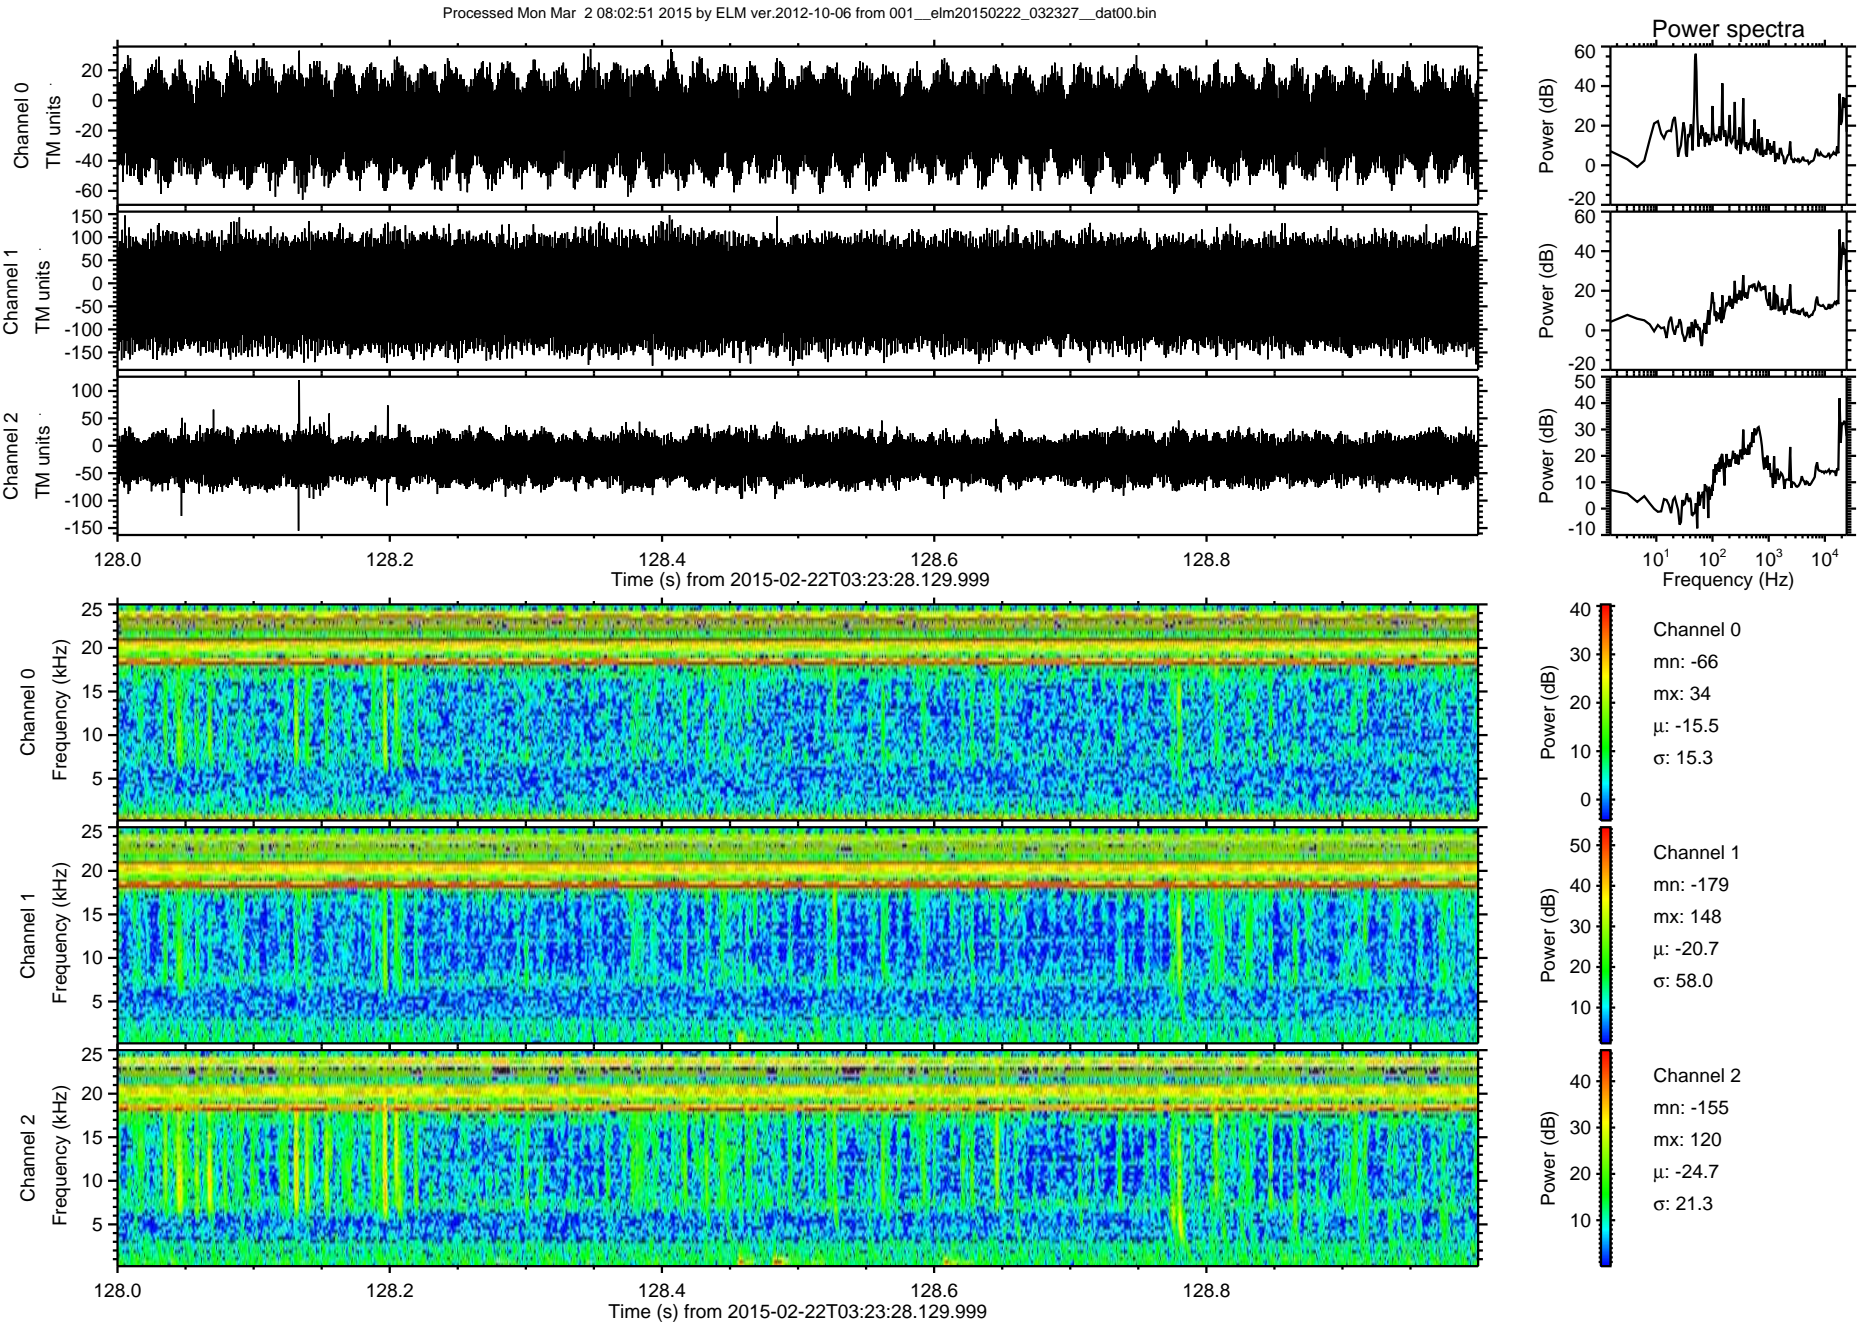 Processed Mon Mar  2 08:02:51 2015 by ELM ver.2012-10-06 from 001__elm20150222_032327__dat00.bin
Power spectra
Channel 0
TM units
20
0
-20
-40
-60
Power (dB)
60
40
20
0
-20
Channel 1
TM units
150
100
50
0
-50
-100
-150
Power (dB)
60
40
20
0
-20
Channel 2
TM units
100
50
0
-50
-100
-150
Power (dB)
50
40
30
20
10
0
-10
128.0 128.2 128.4 128.6 128.8
Time (s) from 2015-02-22T03:23:28.129.999
10^1 10^2 10^3 10^4
Frequency (Hz)
Channel 0
Frequency (kHz)
25
20
15
10
5
Power (dB)
40
30
20
10
0
Channel 0
mn: -66
mx: 34
μ: -15.5
σ: 15.3
Channel 1
Frequency (kHz)
25
20
15
10
5
Power (dB)
50
40
30
20
10
Channel 1
mn: -179
mx: 148
μ: -20.7
σ: 58.0
Channel 2
Frequency (kHz)
25
20
15
10
5
Power (dB)
40
30
20
10
Channel 2
mn: -155
mx: 120
μ: -24.7
σ: 21.3
128.0 128.2 128.4 128.6 128.8
Time (s) from 2015-02-22T03:23:28.129.999